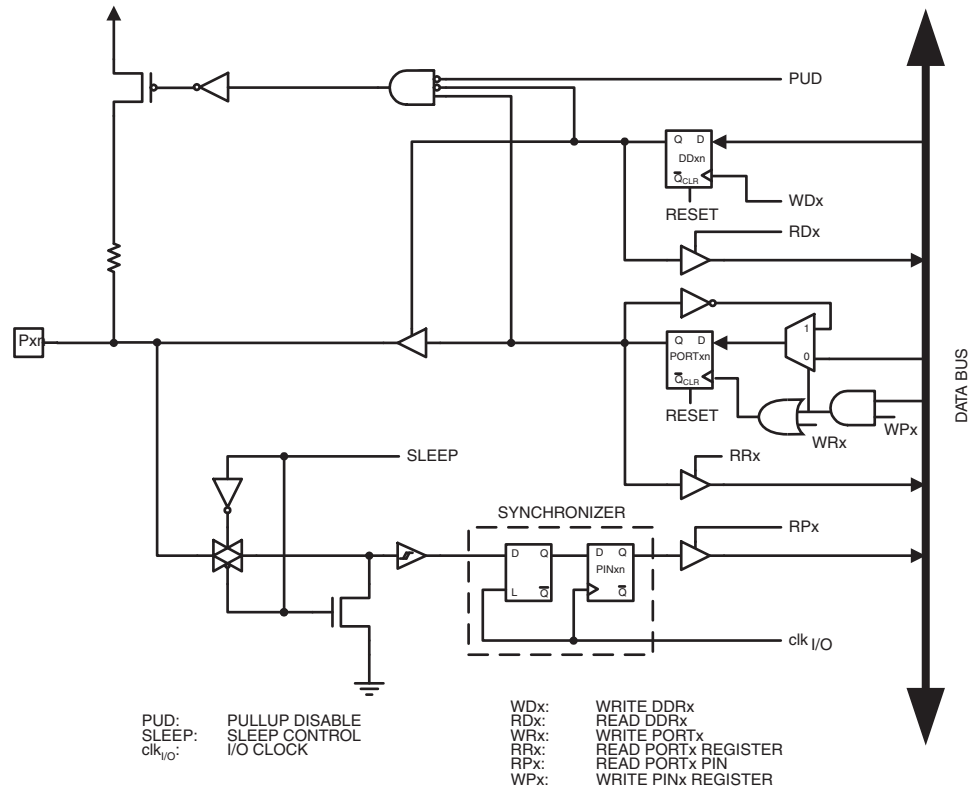 PUD
Q D
DDxn
Q CLR
WDx
RESET
RDx
Pxn
1
Q D
PORTxn
0
Q CLR
RESET
WRx
WPx
DATA BUS
SLEEP
RRx
SYNCHRONIZER
RPx
D Q
D Q
PINxn
L Q
Q
clk I/O
PUD: PULLUP DISABLE
SLEEP: SLEEP CONTROL
clkI/O: I/O CLOCK
WDx: WRITE DDRx
RDx: READ DDRx
WRx: WRITE PORTx
RRx: READ PORTx REGISTER
RPx: READ PORTx PIN
WPx: WRITE PINx REGISTER